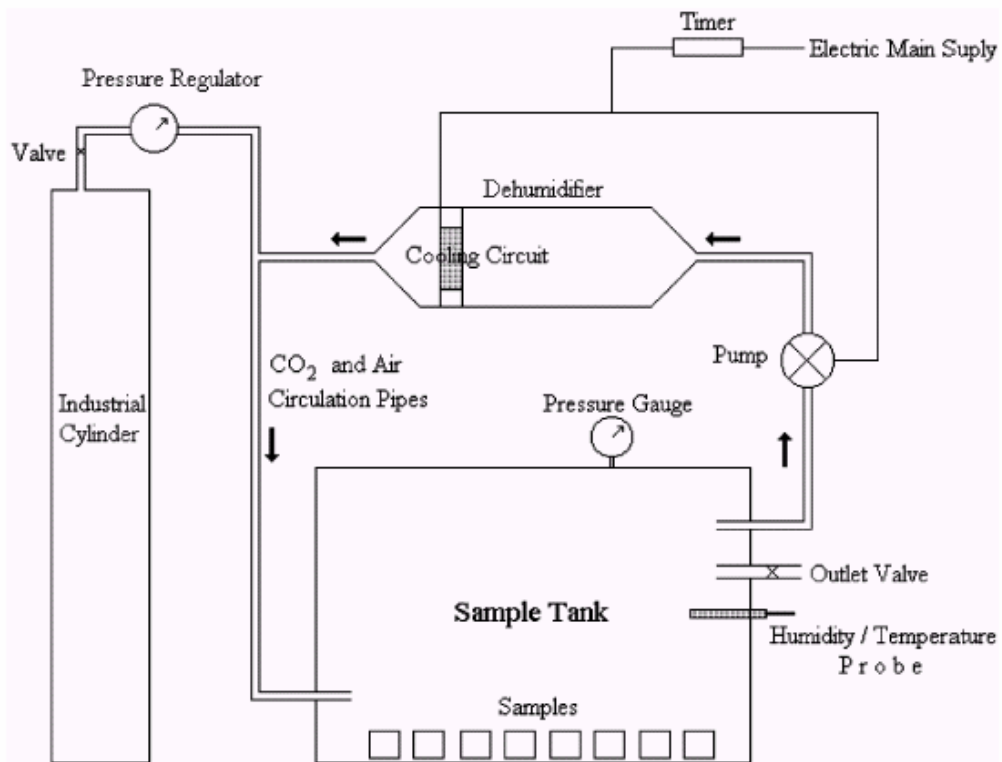 Timer
Electric Main Suply
Pressure Regulator
Valve
Dehumidifier
Cooling Circuit
Pump
CO2 and Air
Circulation Pipes
Pressure Gauge
Industrial
Cylinder
Outlet Valve
Sample Tank
Humidity / Temperature
P r o b e
Samples